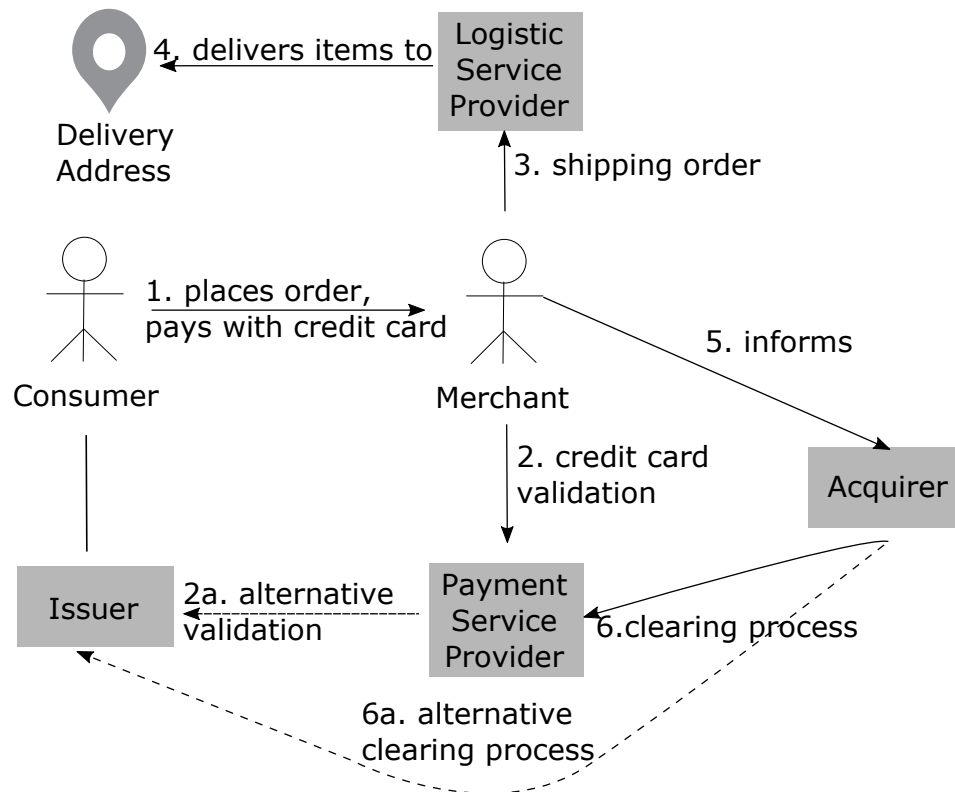 4. delivers items to
Logistic
Service
Provider
Delivery
Address
3. shipping order
1. places order,
pays with credit card
5. informs
Consumer
Merchant
2. credit card
validation
Acquirer
Issuer
2a. alternative
validation
Payment
Service
Provider
6.clearing process
6a. alternative
clearing process